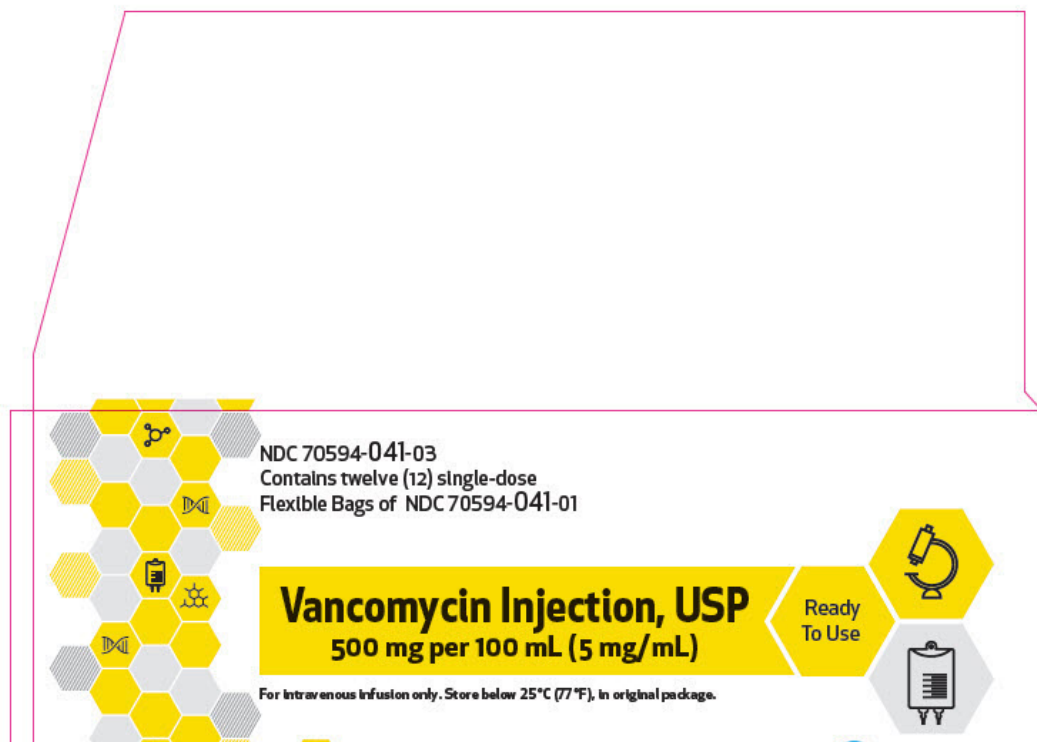 NDC 70594-041-03
Contains twelve (12) single-dose
Flexible Bags of NDC 70594-041-01
Vancomycin Injection, USP
500 mg per 100 mL (5 mg/mL)
Ready
To Use
For intravenous infusion only. Store below 25°C (77°F), in original package.